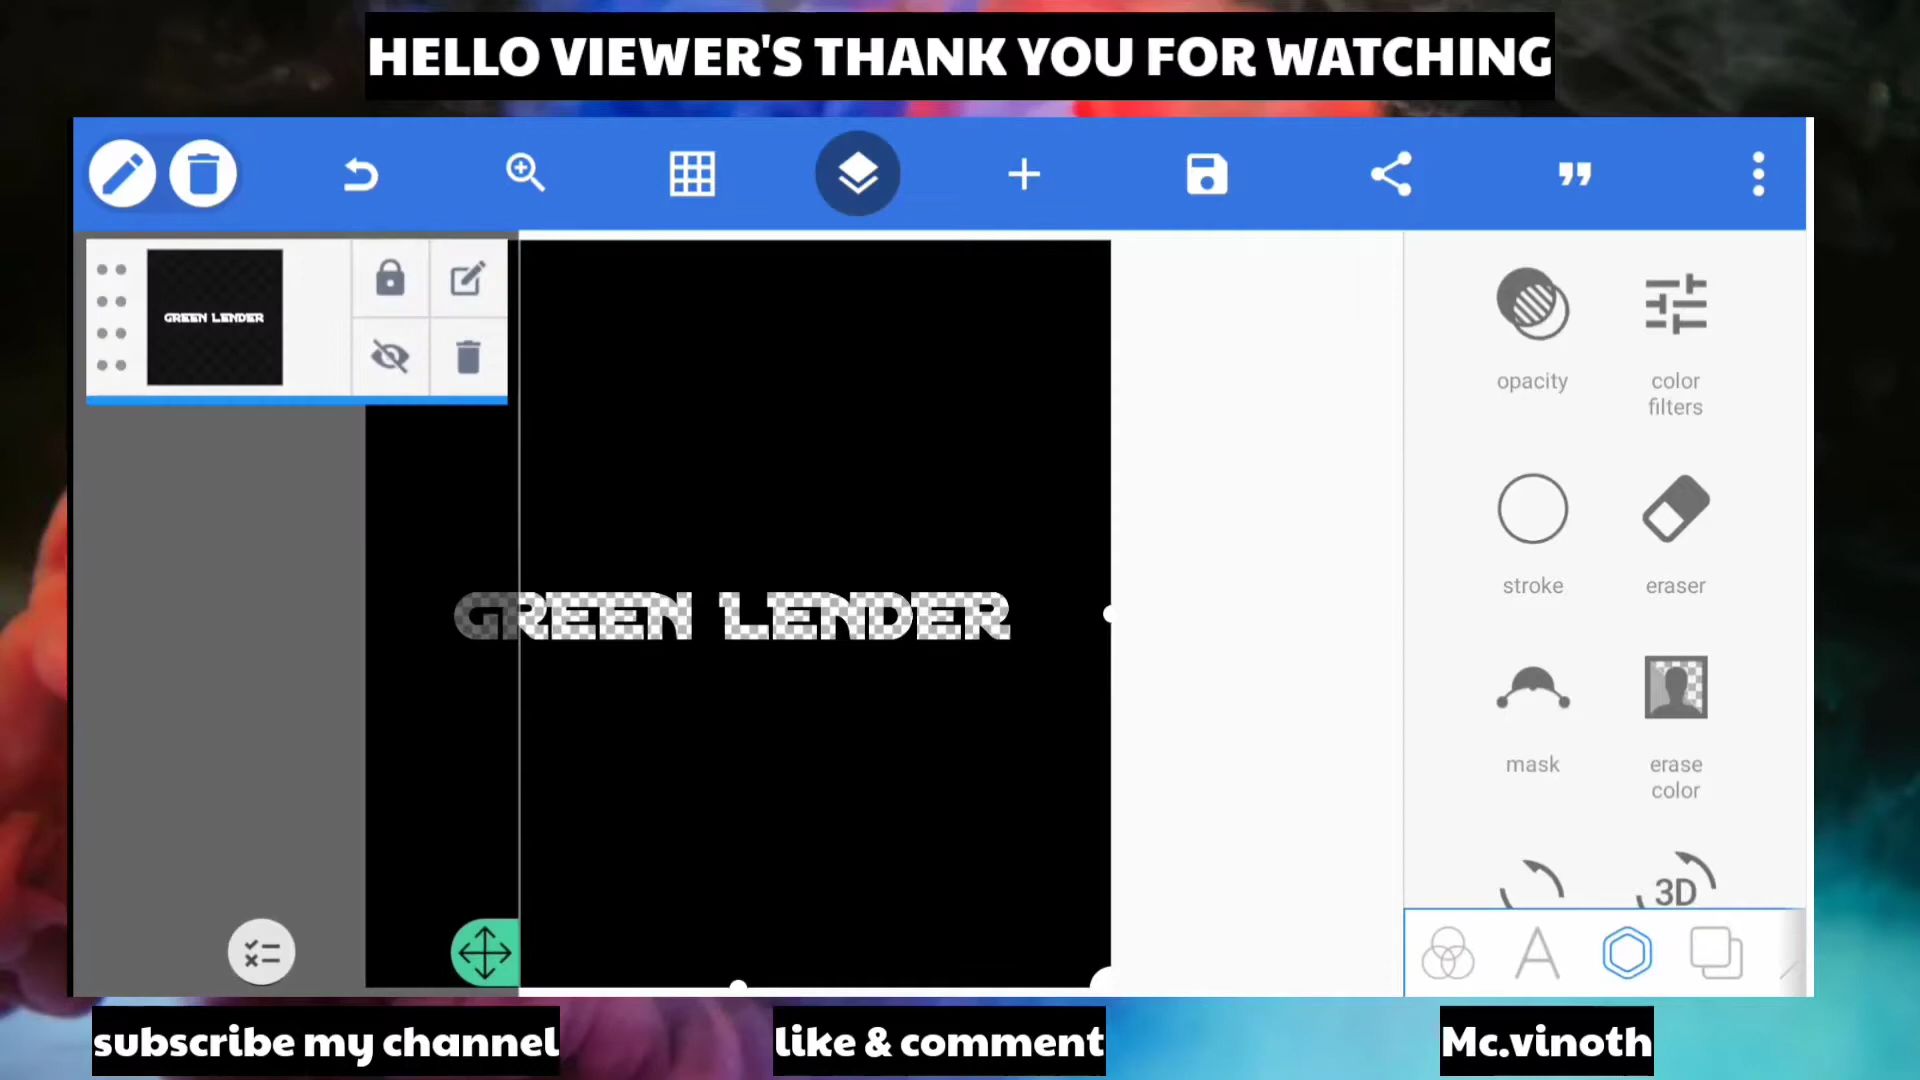 HELLO VIEWER'S THANK YOU FOR WATCHING
GREEN LENDER
GREEN LENDER
opacity
color
filters
stroke
eraser
mask
erase
color
3D
A
subscribe my channel
like & comment
Mc.vinoth